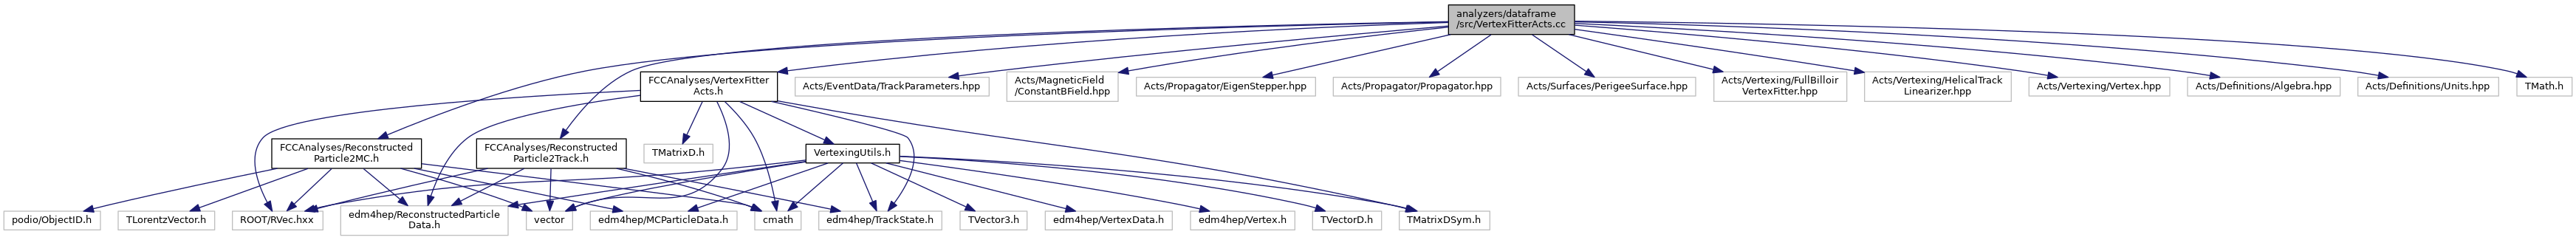 analyzers/dataframe
/src/VertexFitterActs.cc
FCCAnalyses/VertexFitter
Acts.h
Acts/EventData/TrackParameters.hpp
Acts/MagneticField
/ConstantBField.hpp
Acts/Propagator/EigenStepper.hpp
Acts/Propagator/Propagator.hpp
Acts/Surfaces/PerigeeSurface.hpp
Acts/Vertexing/FullBilloir
VertexFitter.hpp
Acts/Vertexing/HelicalTrack
Linearizer.hpp
Acts/Vertexing/Vertex.hpp
Acts/Definitions/Algebra.hpp
Acts/Definitions/Units.hpp
TMath.h
FCCAnalyses/Reconstructed
Particle2MC.h
FCCAnalyses/Reconstructed
Particle2Track.h
TMatrixD.h
VertexingUtils.h
podio/ObjectID.h
TLorentzVector.h
ROOT/RVec.hxx
edm4hep/ReconstructedParticle
Data.h
vector
edm4hep/MCParticleData.h
cmath
edm4hep/TrackState.h
TVector3.h
edm4hep/VertexData.h
edm4hep/Vertex.h
TVectorD.h
TMatrixDSym.h